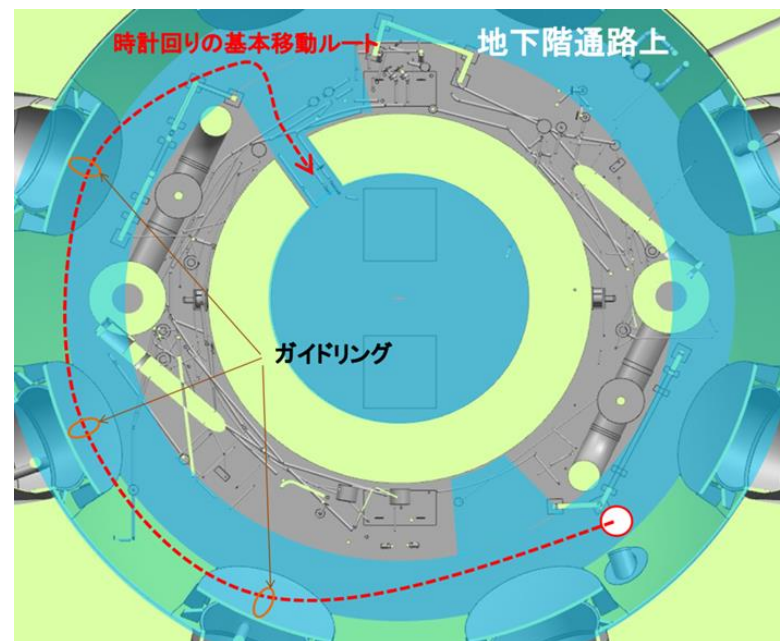 時計回りの基本移動ルート
地下階通路上
ガイドリング